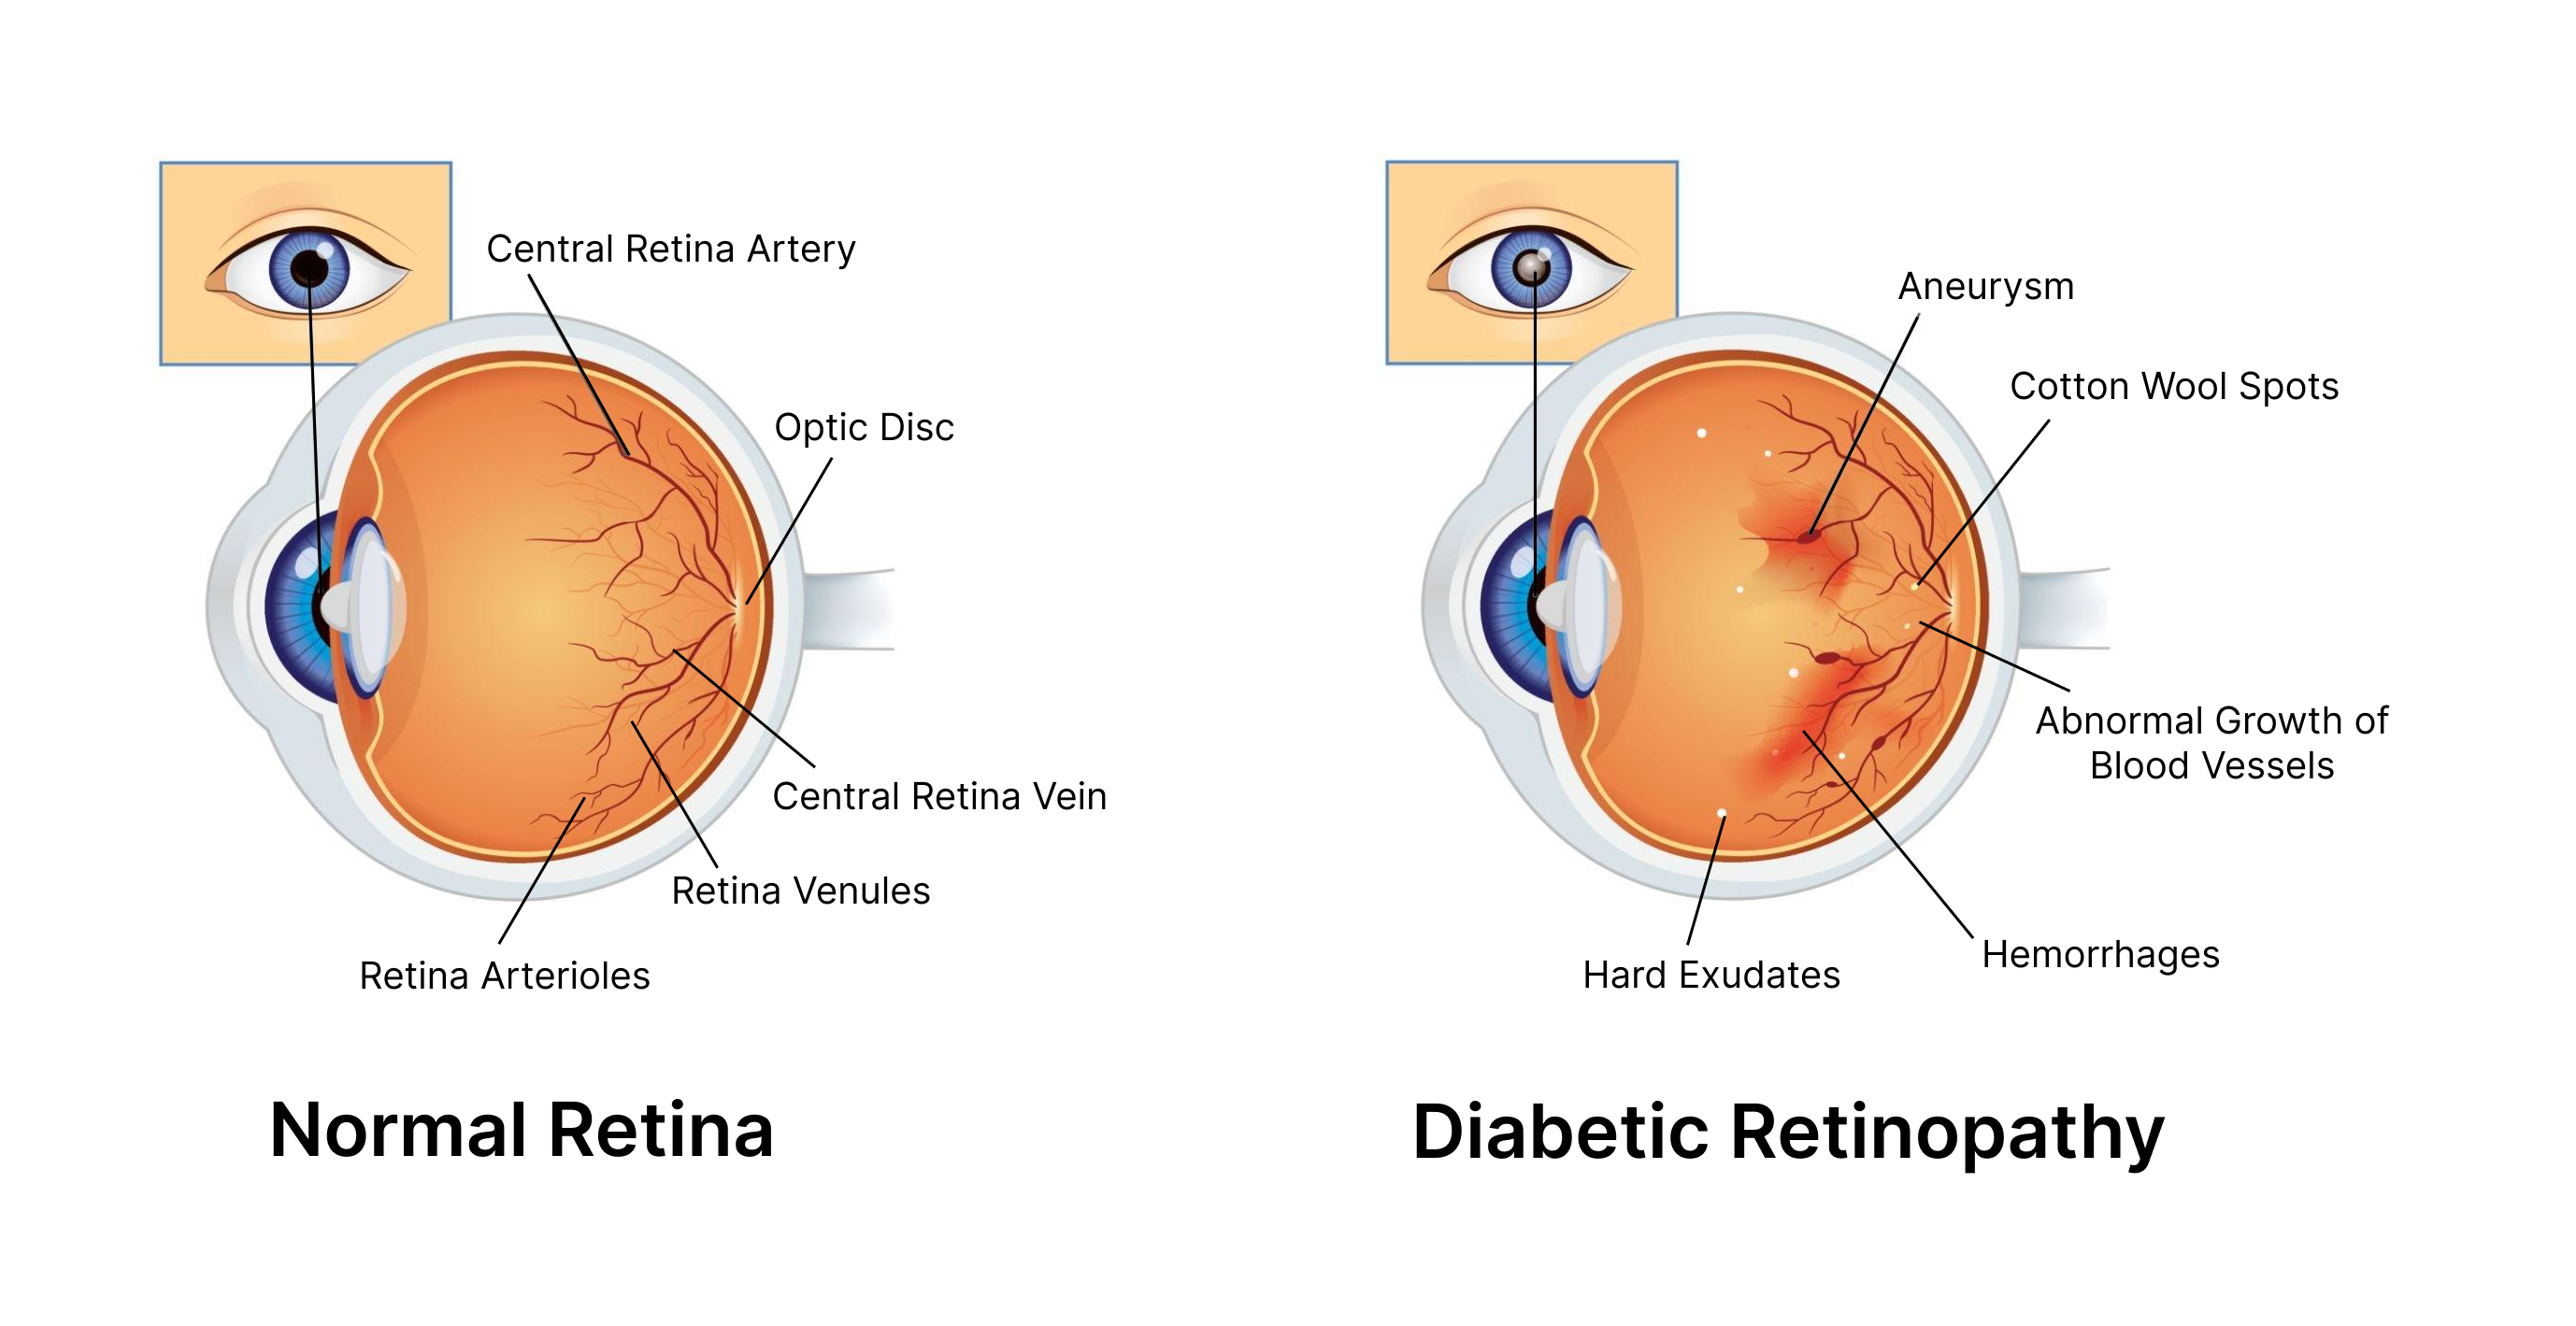 Central Retina Artery
Optic Disc
Central Retina Vein
Retina Venules
Retina Arterioles
Normal Retina
Aneurysm
Cotton Wool Spots
Abnormal Growth of
Blood Vessels
Hemorrhages
Hard Exudates
Diabetic Retinopathy